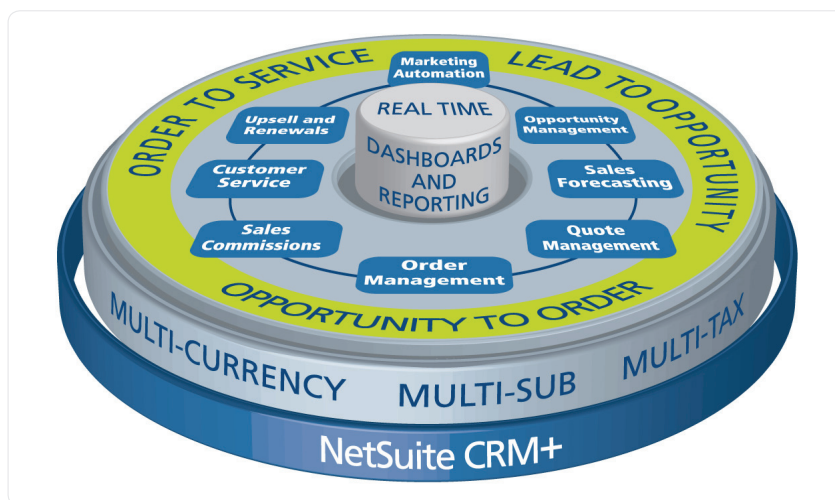 ORDER TO SERVICE
LEAD TO OPPORTUNITY
Marketing
Automation
Upsell and
Renewals
REAL TIME
Opportunity
Management
DASHBOARDS
AND
REPORTING
Customer
Service
Sales
Forecasting
Sales
Commissions
Quote
Management
Order
Management
OPPORTUNITY TO ORDER
MULTI-CURRENCY
MULTI-SUB
MULTI-TAX
NetSuite CRM+